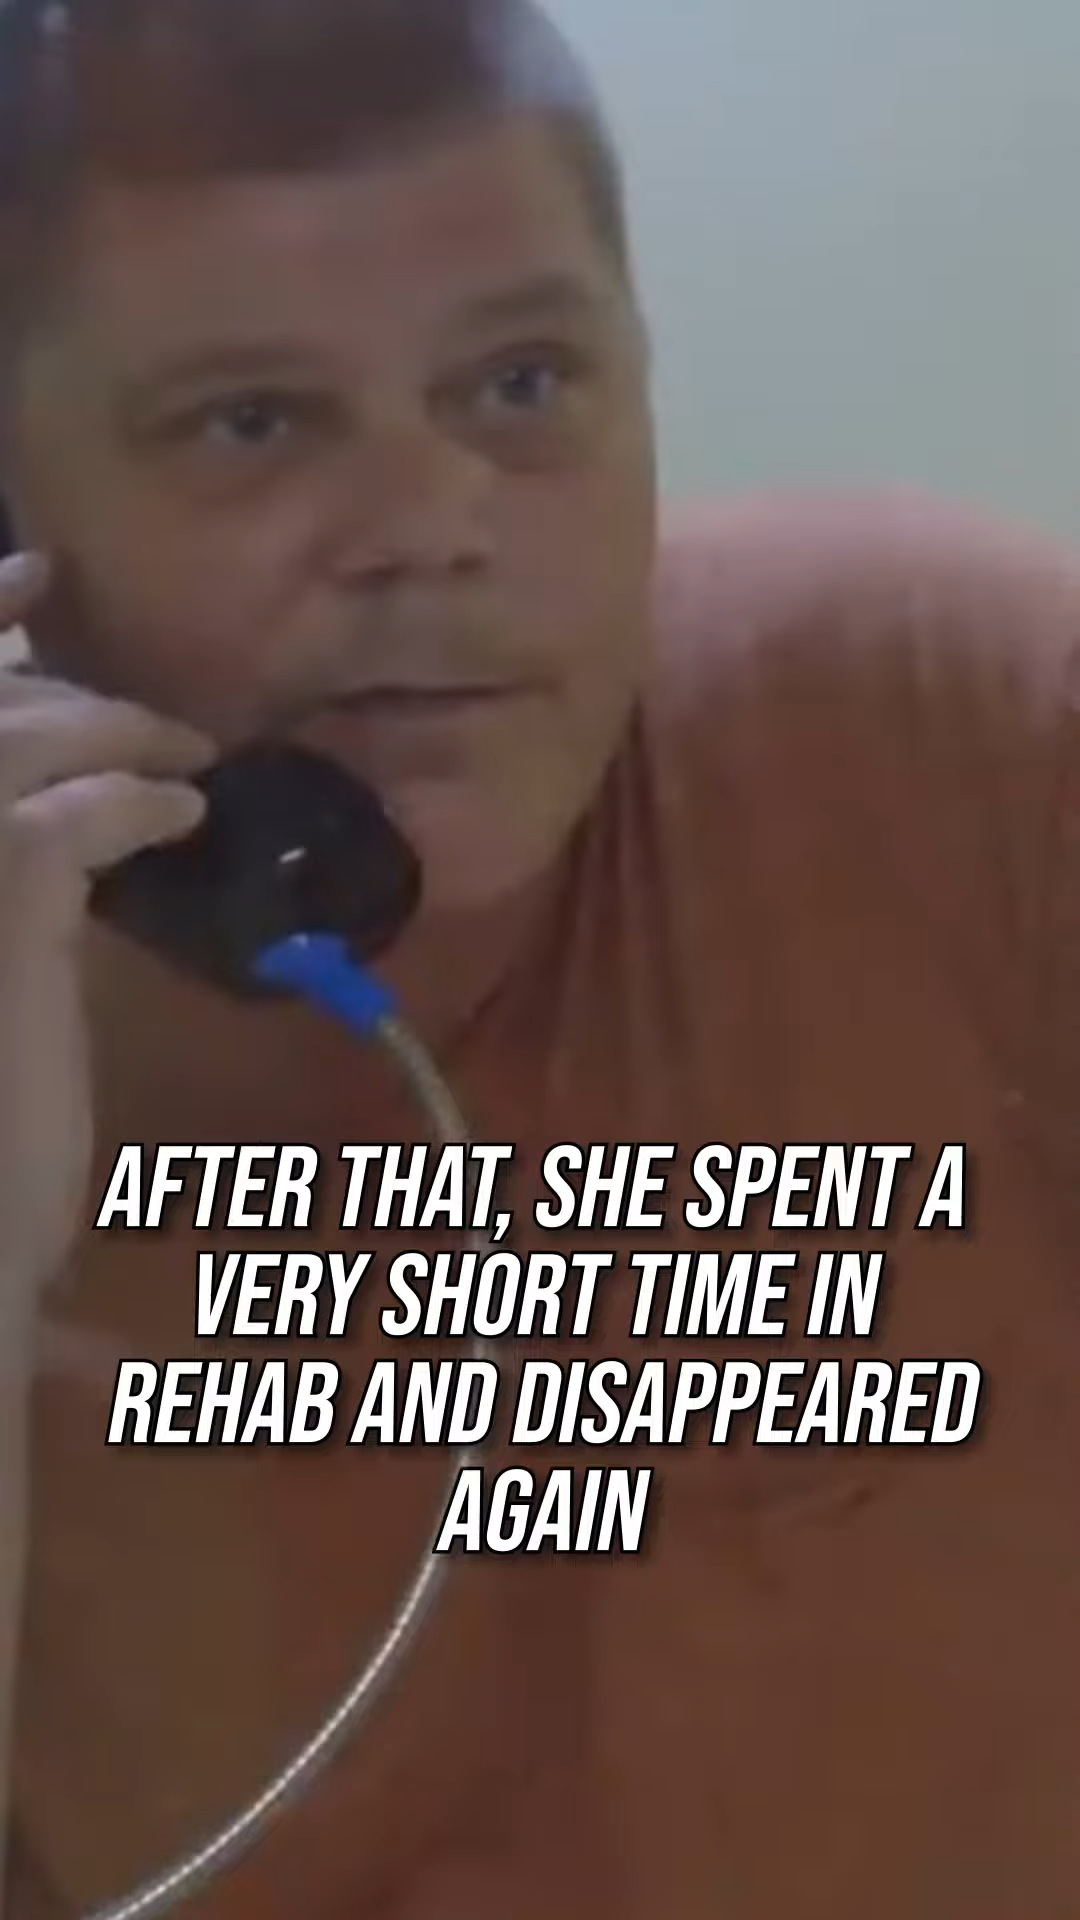 AFTER THAT, SHE SPENT A
VERY SHORT TIME IN
REHAB AND DISAPPEARED
AGAIN